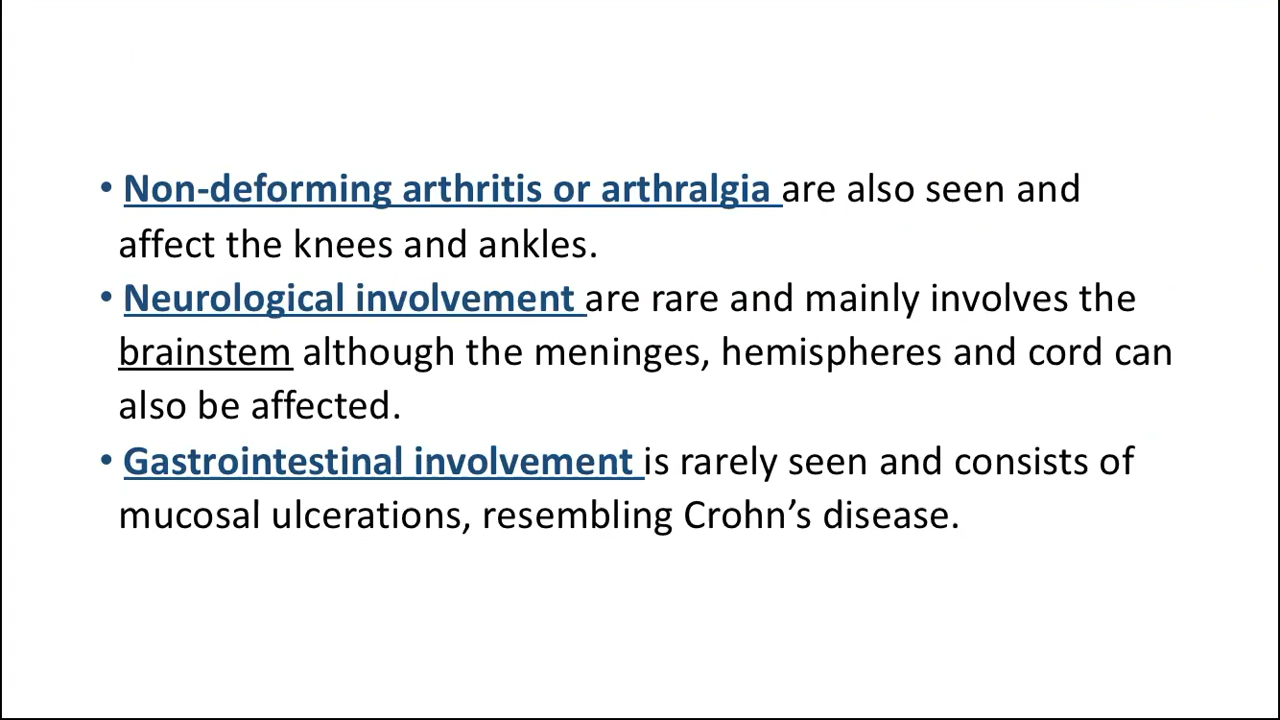 • Non-deforming arthritis or arthralgia are also seen and
affect the knees and ankles.
• Neurological involvement are rare and mainly involves the
brainstem although the meninges, hemispheres and cord can
also be affected.
• Gastrointestinal involvement is rarely seen and consists of
mucosal ulcerations, resembling Crohn’s disease.